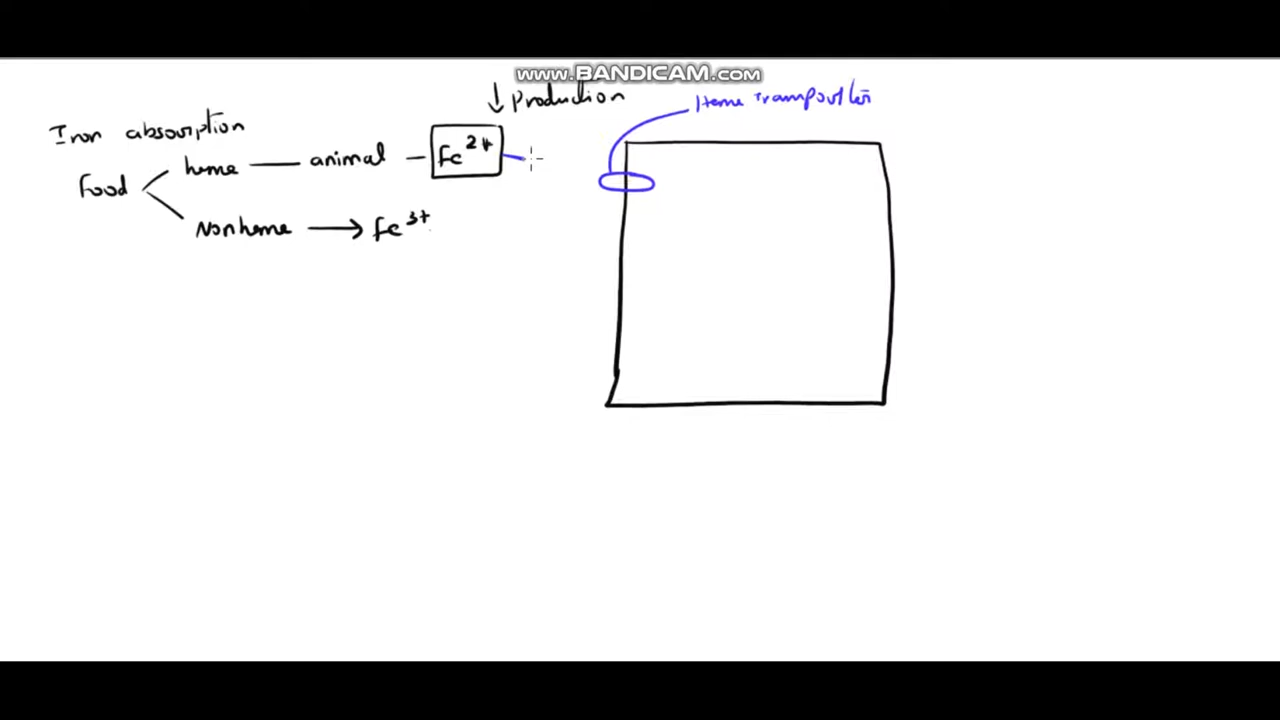 www.BANDICAM.com
↓ Production
Heme transporter
Iron absorption
Food
heme — animal — Fe²⁺
Nonheme → Fe³⁺